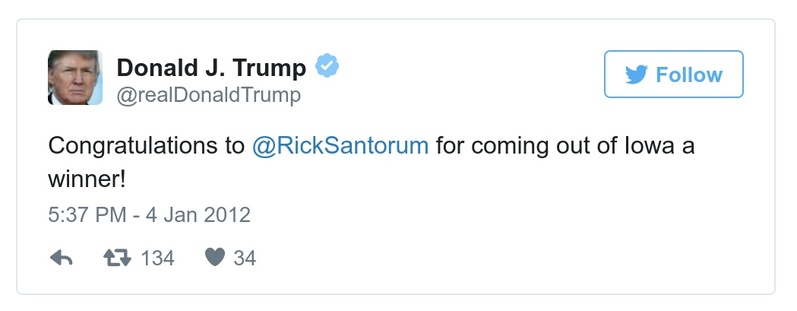 Donald J. Trump
@realDonaldTrump
Follow
Congratulations to @RickSantorum for coming out of Iowa a
winner!
5:37 PM - 4 Jan 2012
134 34